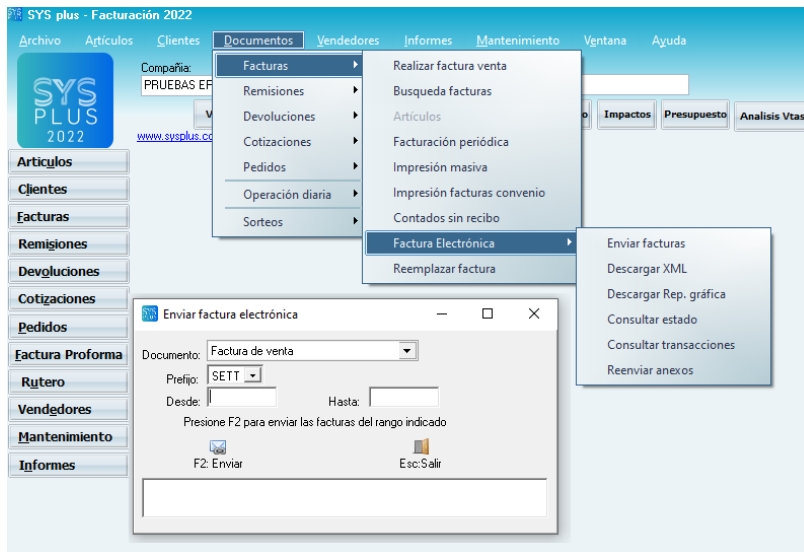 SYS plus - Facturación 2022
Archivo Artículos Clientes Documentos Vendedores Informes Mantenimiento Ventana Ayuda
SYS
PLUS
2022
Compañia:
PRUEBAS
Impactos Presupuesto Analisis Vtas
www.sysplus.co
Facturas
Remisiones
Devoluciones
Cotizaciones
Pedidos
Operación diaria
Sorteos
Realizar factura venta
Busqueda facturas
Artículos
Facturación periódica
Impresión masiva
Impresión facturas convenio
Contados sin recibo
Factura Electrónica
Reemplazar factura
Enviar facturas
Descargar XML
Descargar Rep. gráfica
Consultar estado
Consultar transacciones
Reenviar anexos
Articulos
Clientes
Facturas
Remisiones
Devoluciones
Cotizaciones
Pedidos
Factura Proforma
Rutero
Vendedores
Mantenimiento
Informes
Enviar factura electrónica
Documento: Factura de venta
Prefijo: SETT
Desde: Hasta:
Presione F2 para enviar las facturas del rango indicado
F2: Enviar Esc:Salir